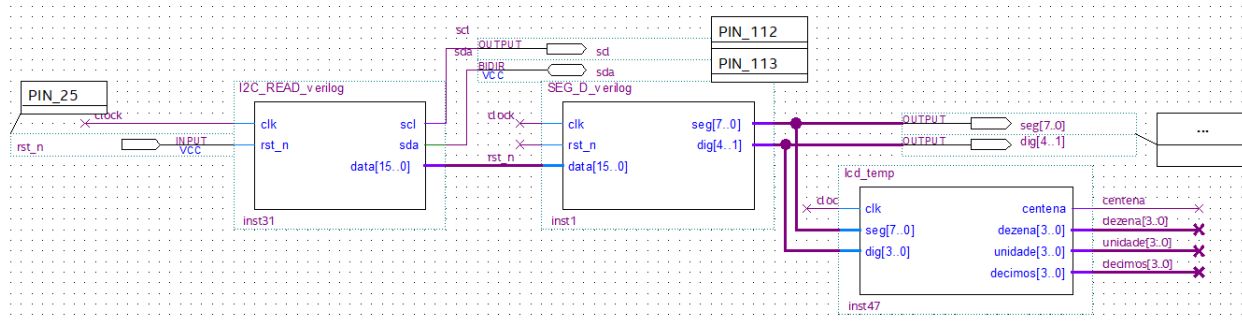 PIN_25
clock
rst_n
INPUT
VCC
I2C_READ_verilog
clk
rst_n
scl
sda
data[15..0]
inst31
scl
sda
OUTPUT
scl
BIDIR
VCC
sda
PIN_112
PIN_113
SEG_D_verilog
clock
rst_n
clk
rst_n
data[15..0]
seg[7..0]
dig[4..1]
inst1
OUTPUT
seg[7..0]
OUTPUT
dig[4..1]
...
lcd_temp
cloc
clk
seg[7..0]
dig[3..0]
centena
dezena[3..0]
unidade[3..0]
decimos[3..0]
inst47
centena
dezena[3..0]
unidade[3..0]
decimos[3..0]